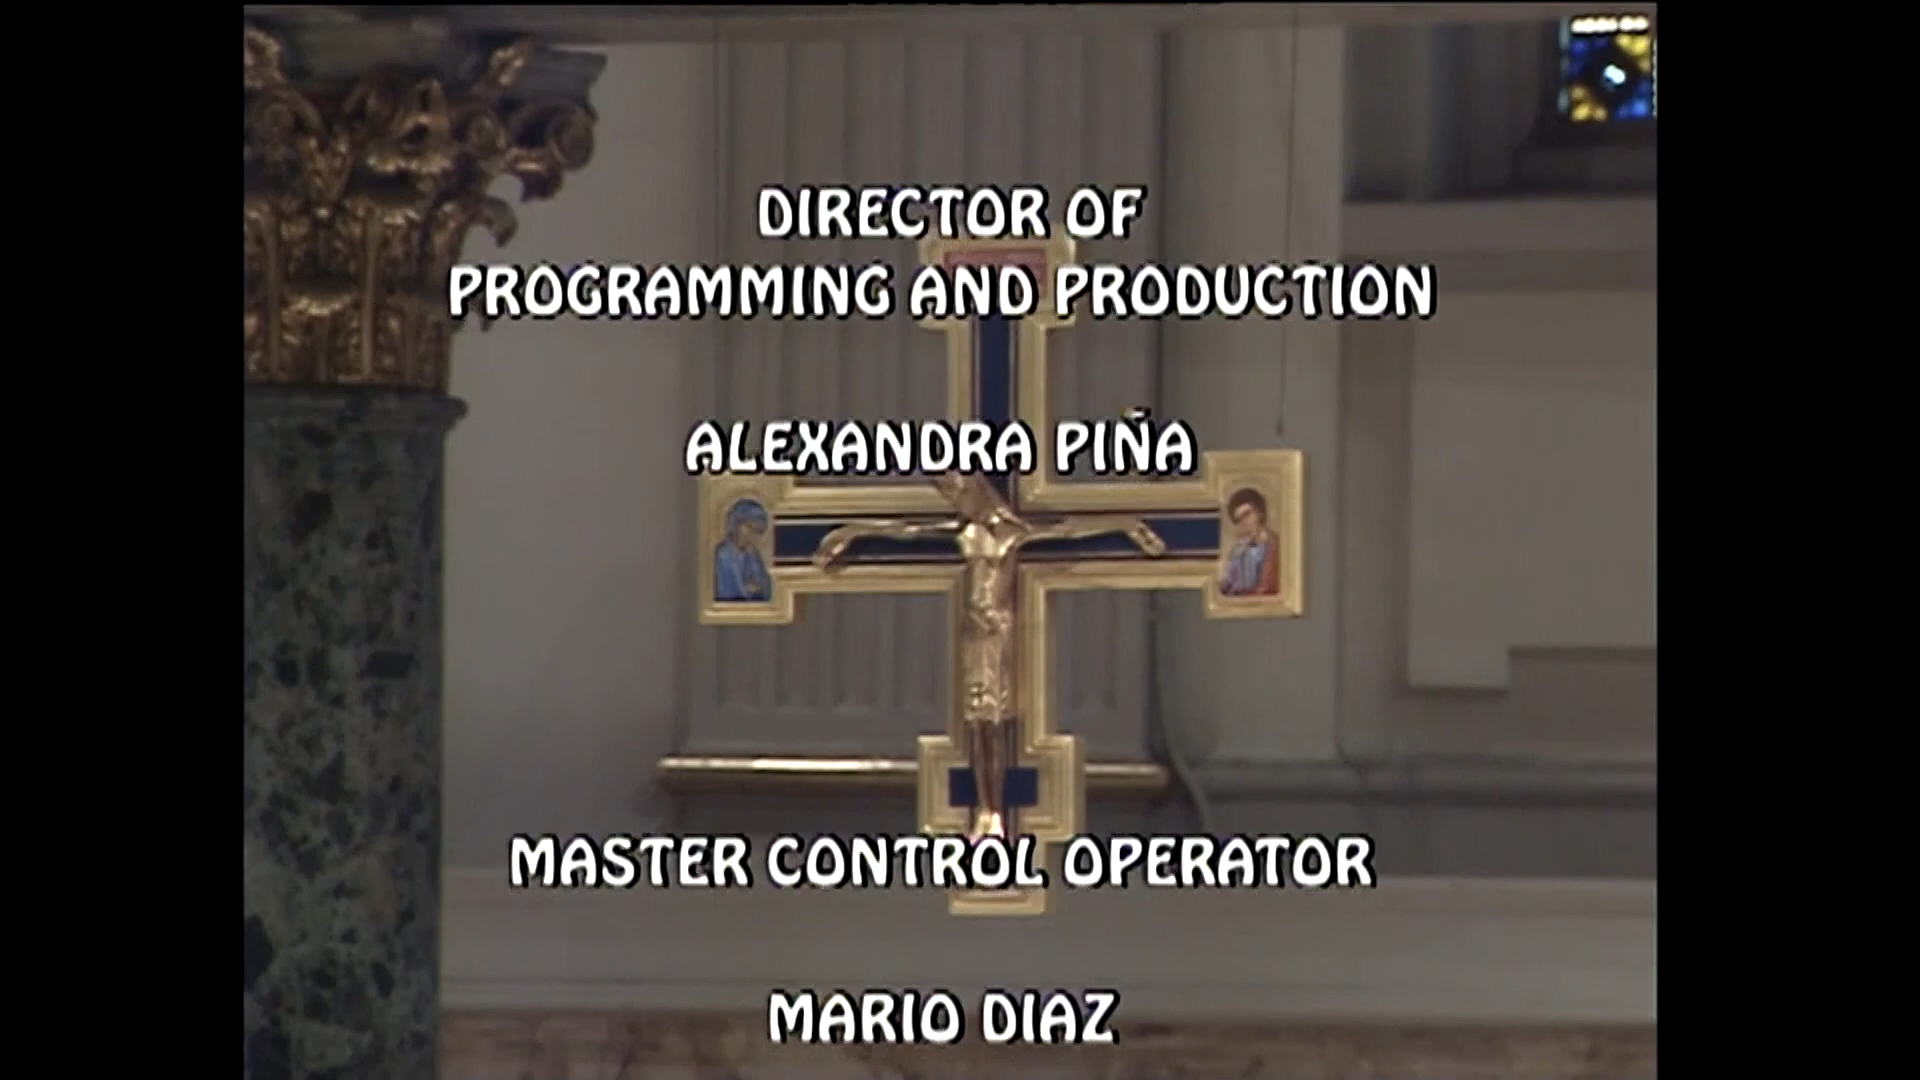 DIRECTOR OF
PROGRAMMING AND PRODUCTION
ALEXANDRA PIÑA
MASTER CONTROL OPERATOR
MARIO DIAZ